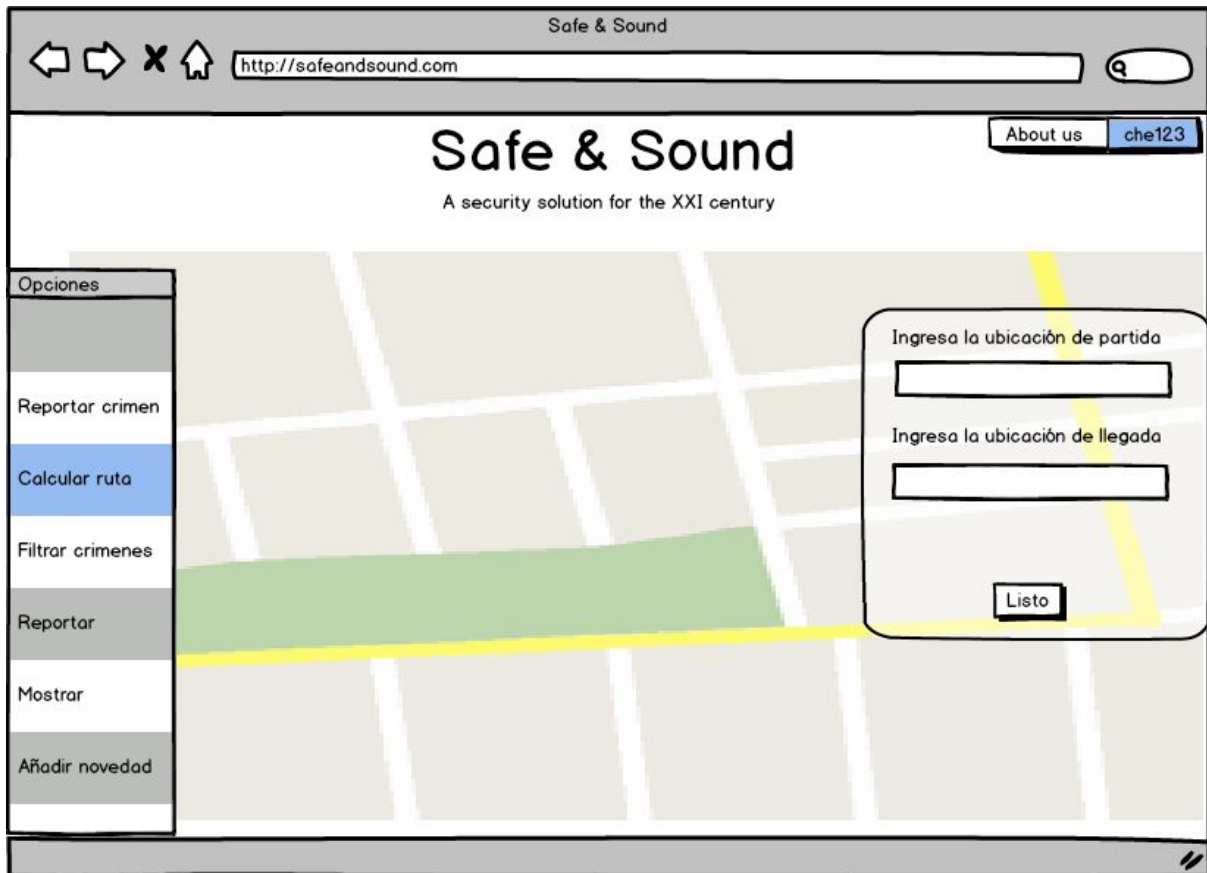 Safe & Sound
http://safeandsound.com
About us
che123
Safe & Sound
A security solution for the XXI century
Opciones
Reportar crimen
Calcular ruta
Filtrar crimenes
Reportar
Mostrar
Añadir novedad
Ingresa la ubicación de partida
Ingresa la ubicación de llegada
Listo